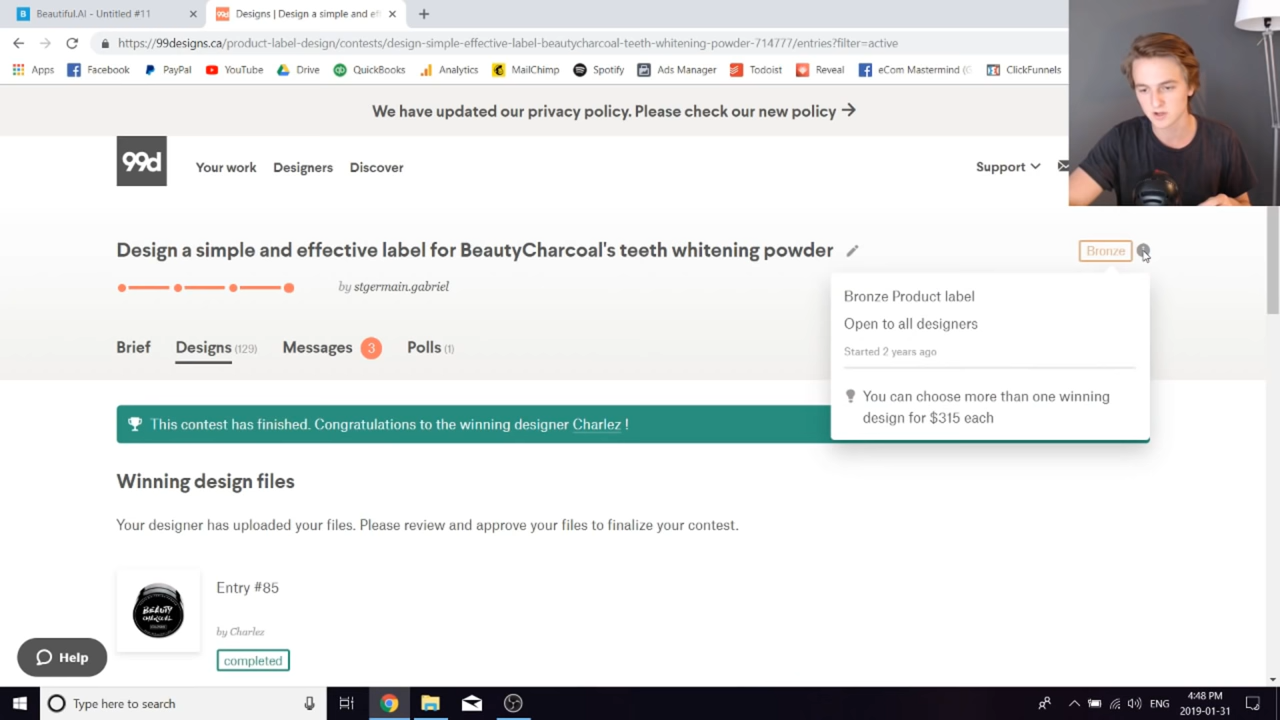 Beautiful.AI - Untitled #11
Designs | Design a simple and ef
https://99designs.ca/product-label-design/contests/design-simple-effective-label-beautycharcoal-teeth-whitening-powder-714777/entries?filter=active
Apps Facebook PayPal YouTube Drive QuickBooks Analytics MailChimp Spotify Ads Manager Todoist Reveal eCom Mastermind ( ClickFunnels
We have updated our privacy policy. Please check our new policy →
99d
Your work Designers Discover Support
Design a simple and effective label for BeautyCharcoal's teeth whitening powder
Bronze
by stgermain.gabriel
Bronze Product label
Open to all designers
Started 2 years ago
You can choose more than one winning
design for $315 each
Brief Designs (129) Messages 3 Polls (1)
This contest has finished. Congratulations to the winning designer Charlez !
Winning design files
Your designer has uploaded your files. Please review and approve your files to finalize your contest.
Entry #85
BEAUTY
CHARCOAL
by Charlez
completed
Help
Type here to search
ENG
4:48 PM
2019-01-31